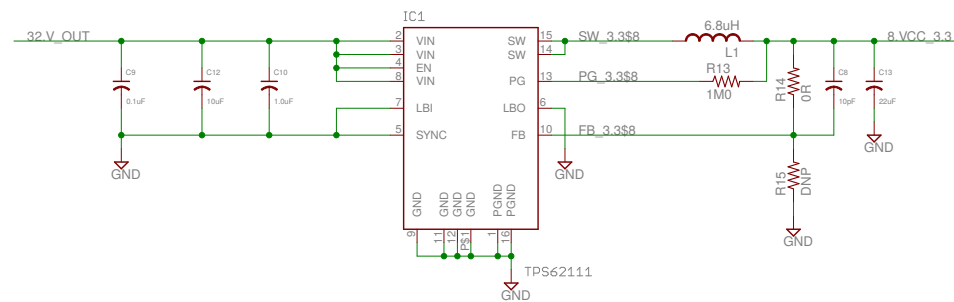 IC1
6.8uH
32.V_OUT
2
VIN
SW
15
SW_3.3$8
8.VCC_3.3
3
VIN
SW
14
L1
4
EN
8
VIN
PG
13
PG_3.3$8
R13
1M0
R14
0R
C9
0.1uF
C12
10uF
C10
1.0uF
C8
10pF
C13
22uF
7
LBI
LBO
6
5
SYNC
FB
10
FB_3.3$8
GND
GND
GND
R15
DNP
GND
GND
GND
GND
GND
PGND
PGND
9
11
12
P$1
1
16
TPS62111
GND